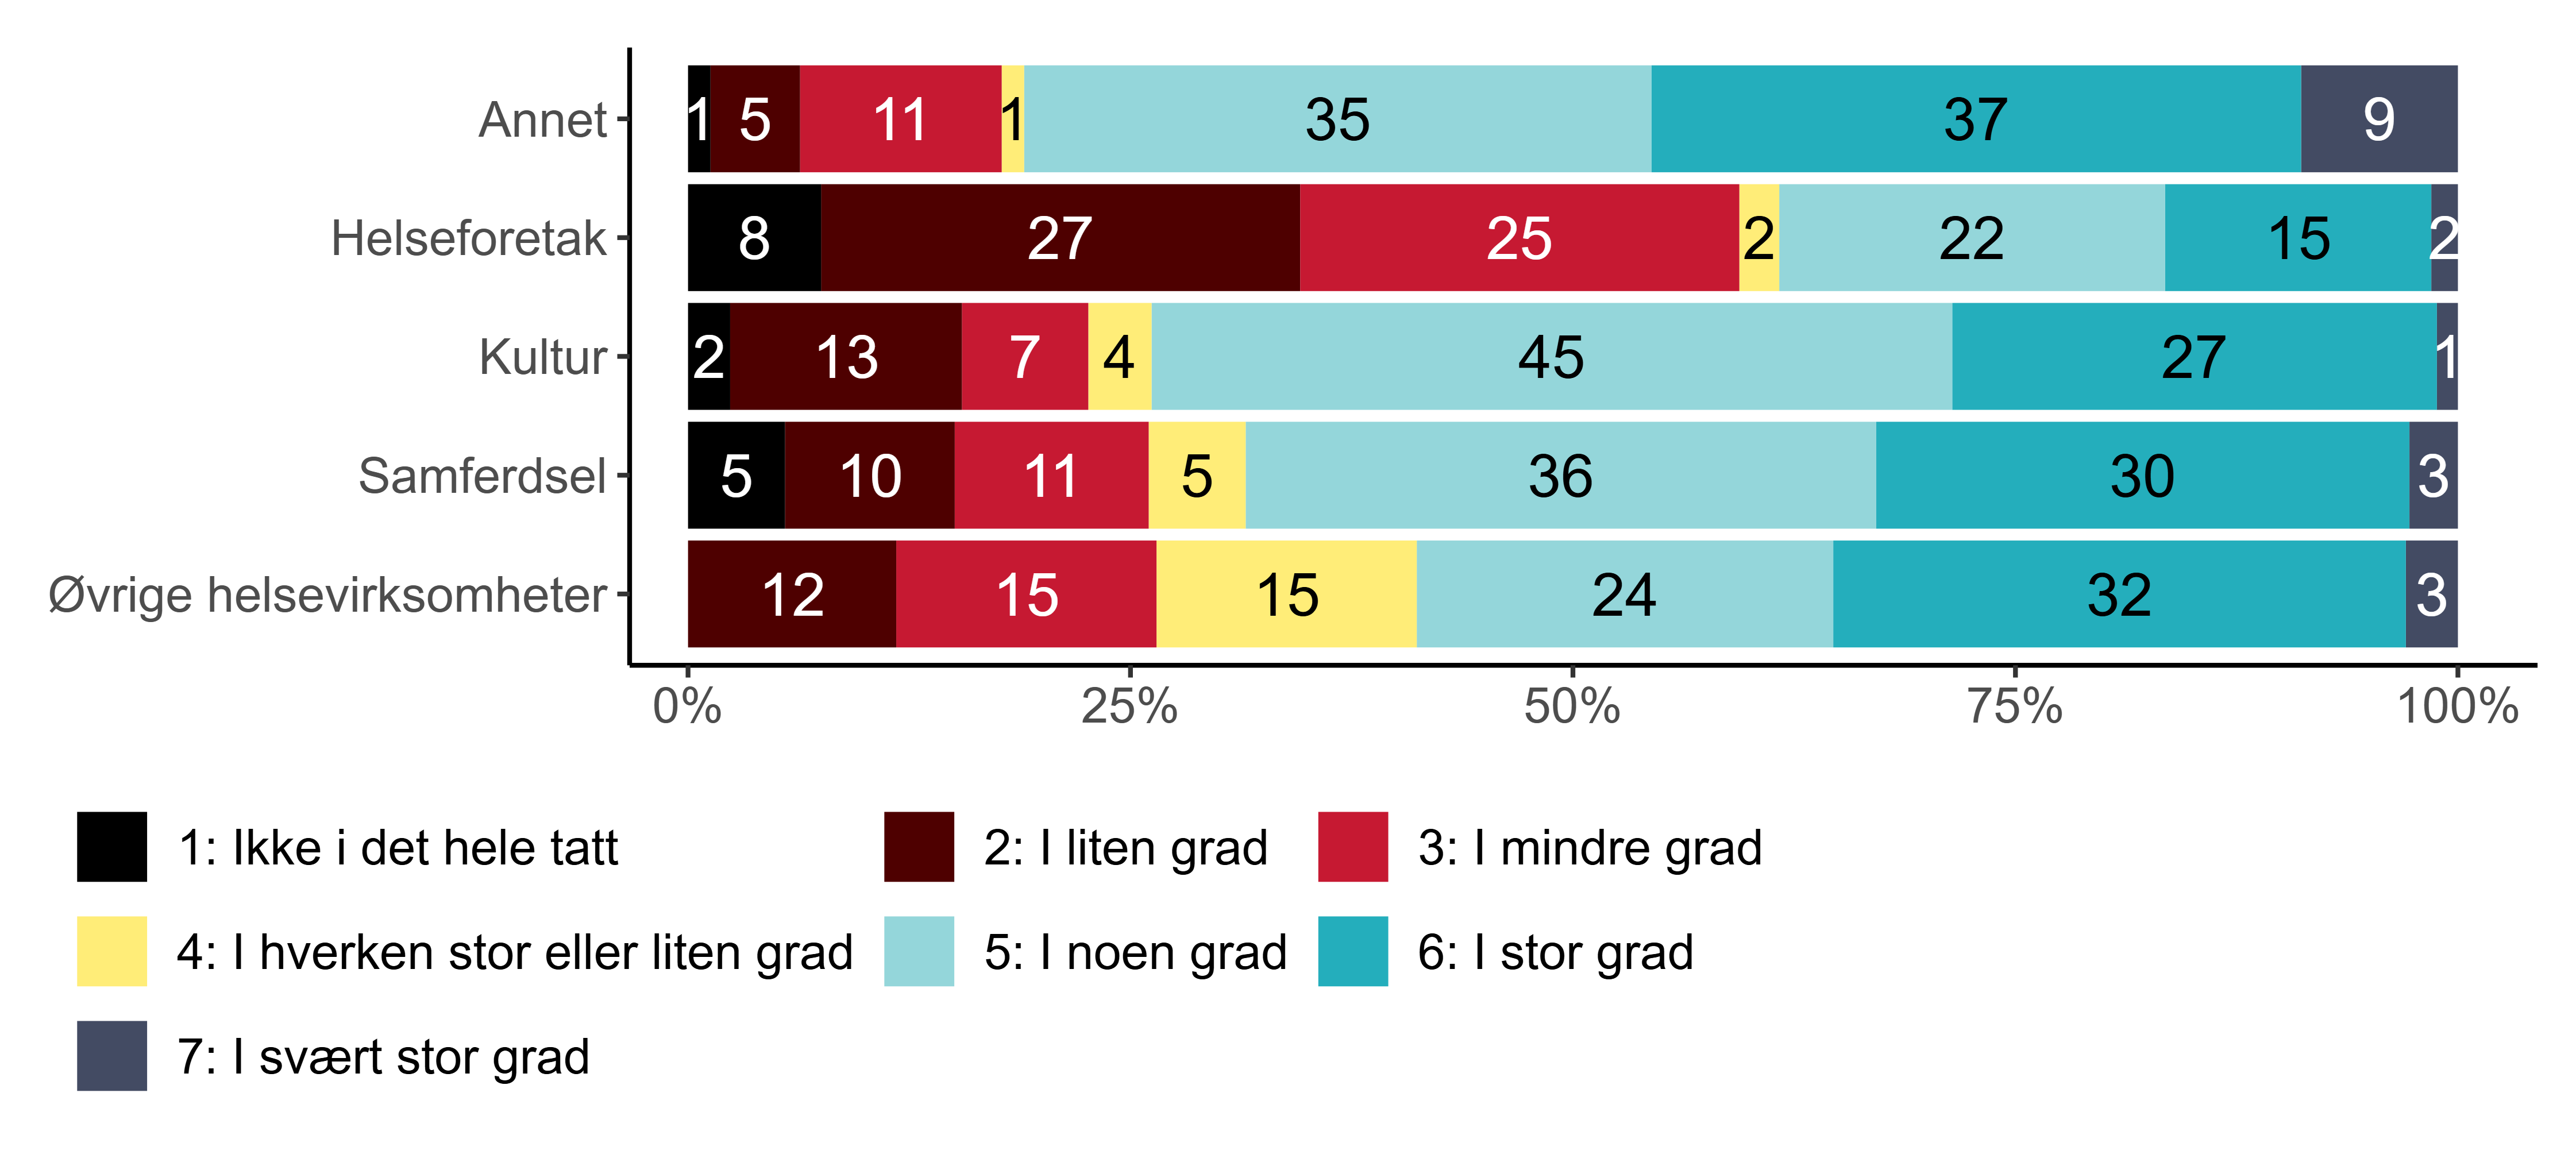 Annet 1 5 11 1 35 37 9
Helseforetak 8 27 25 2 22 15 2
Kultur 2 13 7 4 45 27 1
Samferdsel 5 10 11 5 36 30 3
Øvrige helsevirksomheter 12 15 15 24 32 3
0% 25% 50% 75% 100%
1: Ikke i det hele tatt 2: I liten grad 3: I mindre grad
4: I hverken stor eller liten grad 5: I noen grad 6: I stor grad
7: I svært stor grad